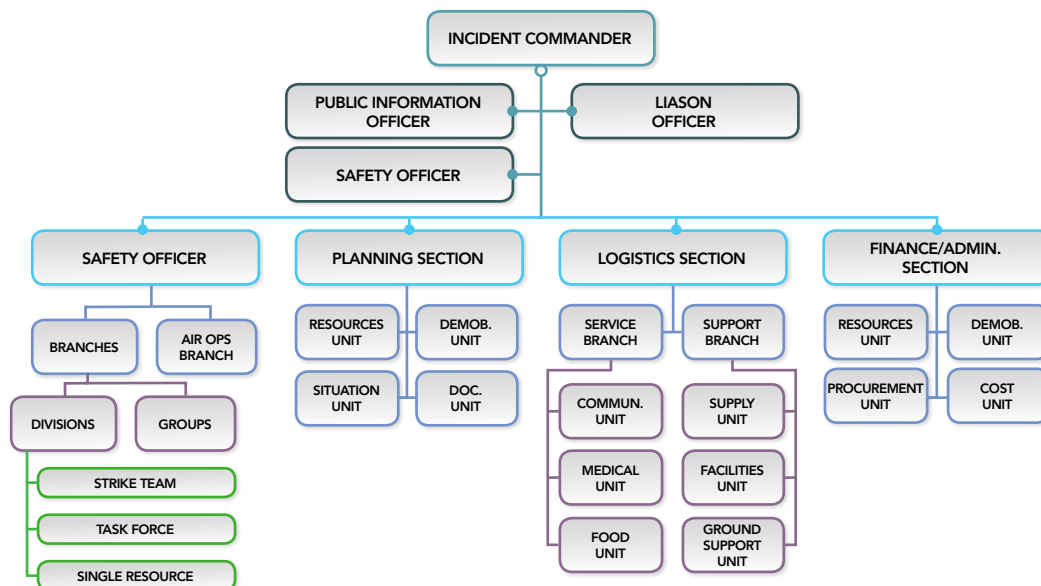 INCIDENT COMMANDER
PUBLIC INFORMATION
OFFICER
LIASON
OFFICER
SAFETY OFFICER
SAFETY OFFICER
PLANNING SECTION
LOGISTICS SECTION
FINANCE/ADMIN.
SECTION
BRANCHES
AIR OPS
BRANCH
RESOURCES
UNIT
DEMOB.
UNIT
SERVICE
BRANCH
SUPPORT
BRANCH
RESOURCES
UNIT
DEMOB.
UNIT
SITUATION
UNIT
DOC.
UNIT
PROCUREMENT
UNIT
COST
UNIT
DIVISIONS
GROUPS
COMMUN.
UNIT
SUPPLY
UNIT
STRIKE TEAM
MEDICAL
UNIT
FACILITIES
UNIT
TASK FORCE
FOOD
UNIT
GROUND
SUPPORT
UNIT
SINGLE RESOURCE